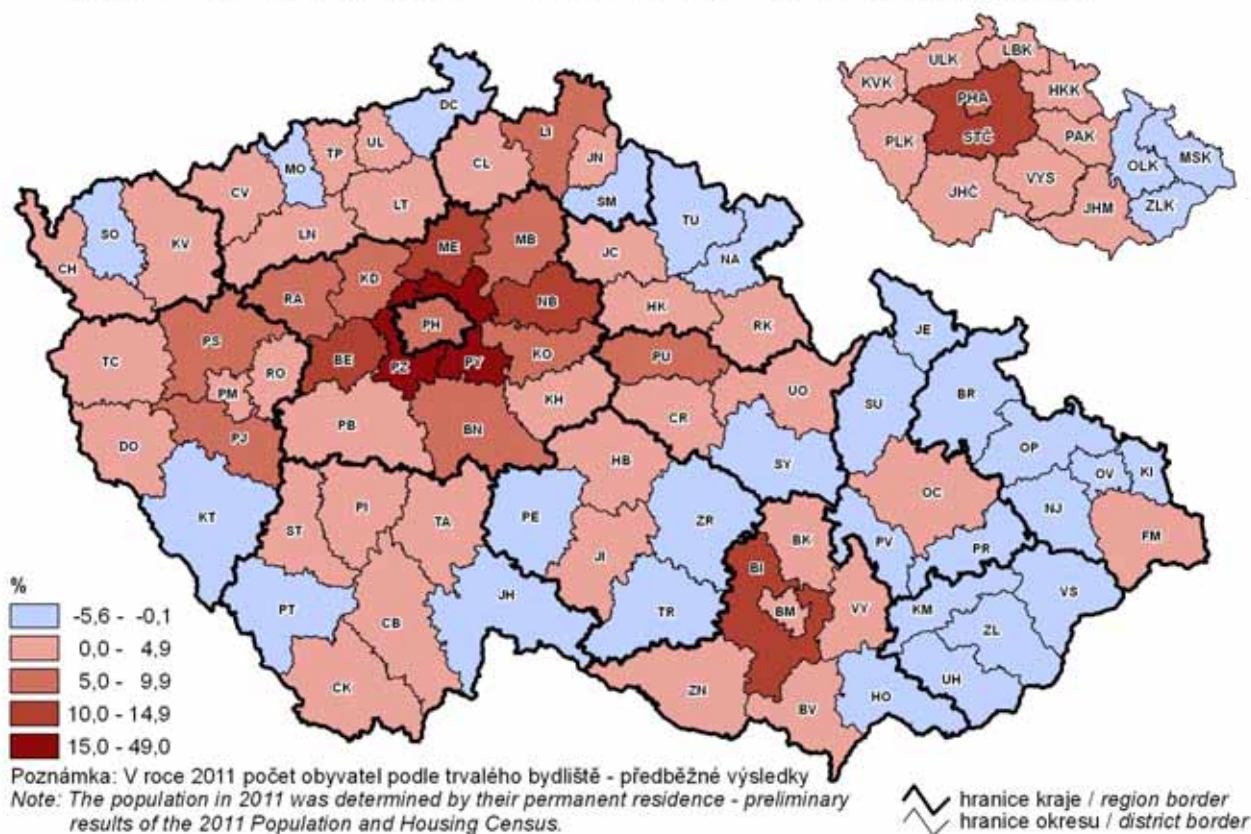 KVK
ULK
LBK
HKK
PHA
STČ
PLK
PAK
JHČ
VYS
JHM
OLK
MSK
ZLK
DC
LI
UL
TP
MO
CL
JN
CV
LT
SM
TU
SO
KV
LN
ME
MB
JC
NA
CH
KD
RA
NB
HK
RK
PH
PS
JE
TC
RO
BE
PZ
PY
KO
PU
PM
KH
UO
SU
BR
PB
CR
DO
PJ
BN
OP
HB
SY
OV
KI
OC
KT
ST
PI
TA
PE
ZR
NJ
FM
BK
PV
PR
JI
BI
VS
PT
CB
JH
TR
BM
VY
KM
ZL
CK
ZN
BV
HO
UH
%
-5,6 - -0,1
0,0 - 4,9
5,0 - 9,9
10,0 - 14,9
15,0 - 49,0
Poznámka: V roce 2011 počet obyvatel podle trvalého bydliště - předběžné výsledky
Note: The population in 2011 was determined by their permanent residence - preliminary
results of the 2011 Population and Housing Census.
hranice kraje / region border
hranice okresu / district border